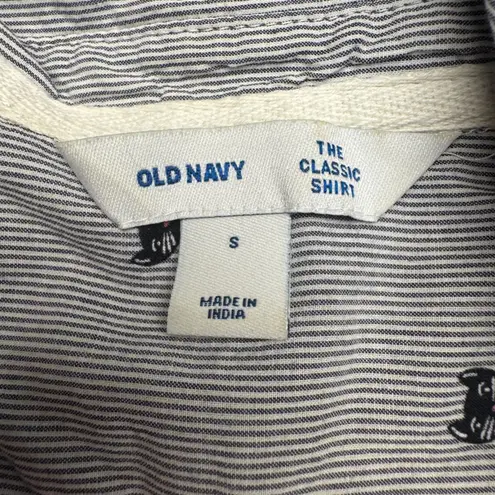 OLD NAVY
THE
CLASSIC
SHIRT
S
MADE IN
INDIA